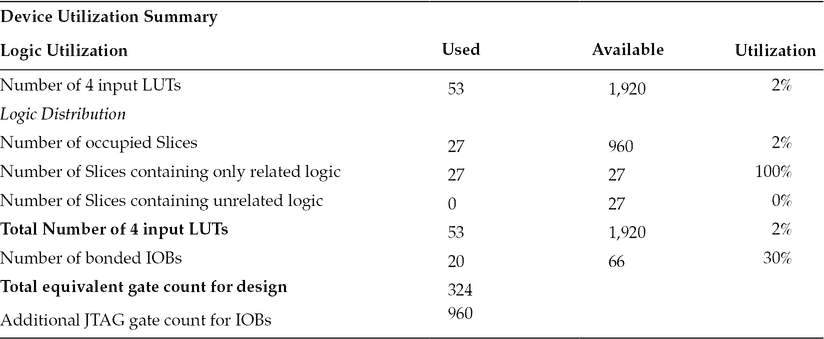 Device Utilization Summary
Logic Utilization Used Available Utilization
Number of 4 input LUTs 53 1,920 2%
Logic Distribution
Number of occupied Slices 27 960 2%
Number of Slices containing only related logic 27 27 100%
Number of Slices containing unrelated logic 0 27 0%
Total Number of 4 input LUTs 53 1,920 2%
Number of bonded IOBs 20 66 30%
Total equivalent gate count for design 324
Additional JTAG gate count for IOBs 960